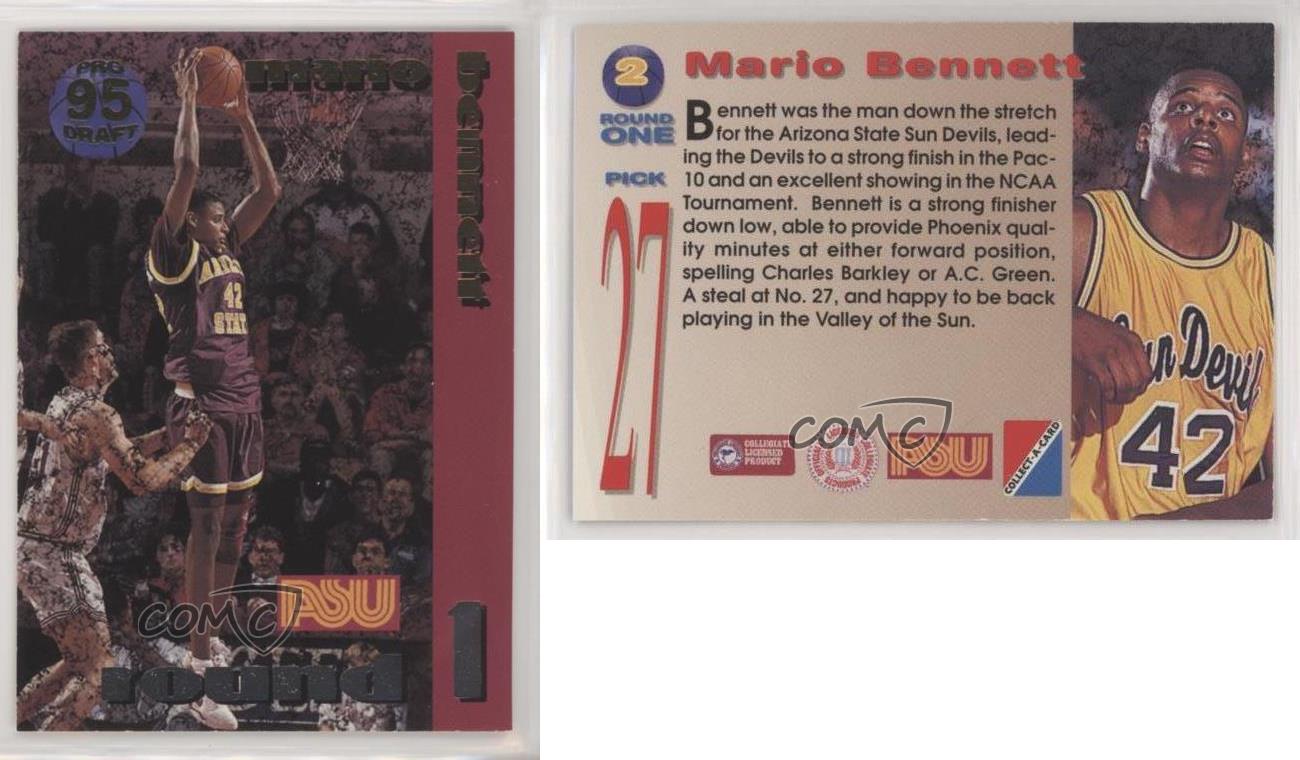 PRO
95
DRAFT
mario
bennett
ARIZONA
42
STATE
ASU
COMC
round
1
2
ROUND
ONE
PICK
27
Mario Bennett
Bennett was the man down the stretch
for the Arizona State Sun Devils, lead-
ing the Devils to a strong finish in the Pac-
10 and an excellent showing in the NCAA
Tournament. Bennett is a strong finisher
down low, able to provide Phoenix qual-
ity minutes at either forward position,
spelling Charles Barkley or A.C. Green.
A steal at No. 27, and happy to be back
playing in the Valley of the Sun.
COLLEGIATE
LICENSED
PRODUCT
COMC
PRODUCTS
ASU
COLLECT-A-CARD
Sun Devils
42